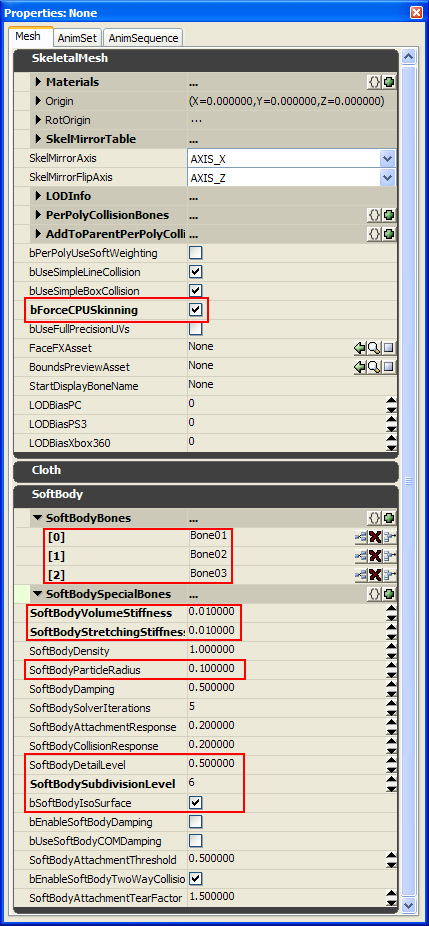 Properties: None
Mesh AnimSet AnimSequence
SkeletalMesh
Materials ...
Origin (X=0.000000,Y=0.000000,Z=0.000000)
RotOrigin ...
SkelMirrorTable ...
SkelMirrorAxis AXIS_X
SkelMirrorFlipAxis AXIS_Z
LODInfo ...
PerPolyCollisionBones ...
AddToParentPerPolyColli ...
bPerPolyUseSoftWeighting
bUseSimpleLineCollision
bUseSimpleBoxCollision
bForceCPUSkinning
bUseFullPrecisionUVs
FaceFXAsset None
BoundsPreviewAsset None
StartDisplayBoneName None
LODBiasPC 0
LODBiasPS3 0
LODBiasXbox360 0
Cloth
SoftBody
SoftBodyBones ...
[0] Bone01
[1] Bone02
[2] Bone03
SoftBodySpecialBones ...
SoftBodyVolumeStiffness 0.010000
SoftBodyStretchingStiffness 0.010000
SoftBodyDensity 1.000000
SoftBodyParticleRadius 0.100000
SoftBodyDamping 0.500000
SoftBodySolverIterations 5
SoftBodyAttachmentResponse 0.200000
SoftBodyCollisionResponse 0.200000
SoftBodyDetailLevel 0.500000
SoftBodySubdivisionLevel 6
bSoftBodyIsoSurface
bEnableSoftBodyDamping
bUseSoftBodyCOMDamping
SoftBodyAttachmentThreshold 0.500000
bEnableSoftBodyTwoWayCollisio
SoftBodyAttachmentTearFactor 1.500000